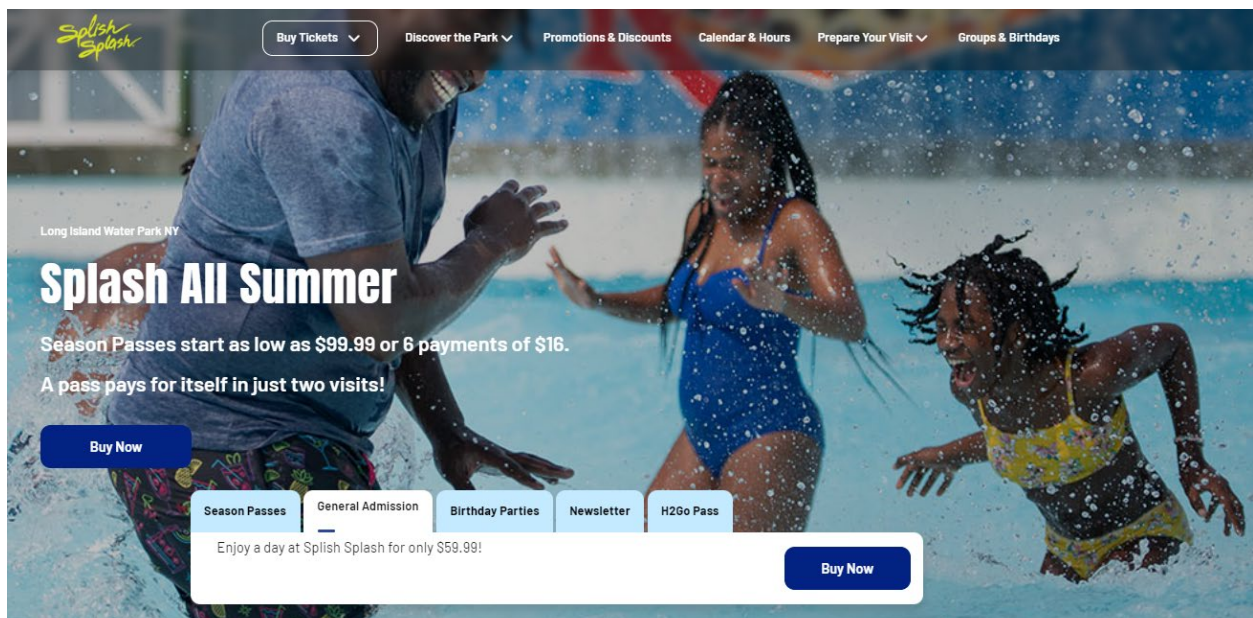 Splish
Splash
Buy Tickets
Discover the Park
Promotions & Discounts
Calendar & Hours
Prepare Your Visit
Groups & Birthdays
Long Island Water Park NY
Splash All Summer
Season Passes start as low as $99.99 or 6 payments of $16.
A pass pays for itself in just two visits!
Buy Now
Season Passes
General Admission
Birthday Parties
Newsletter
H2Go Pass
Enjoy a day at Splish Splash for only $59.99!
Buy Now